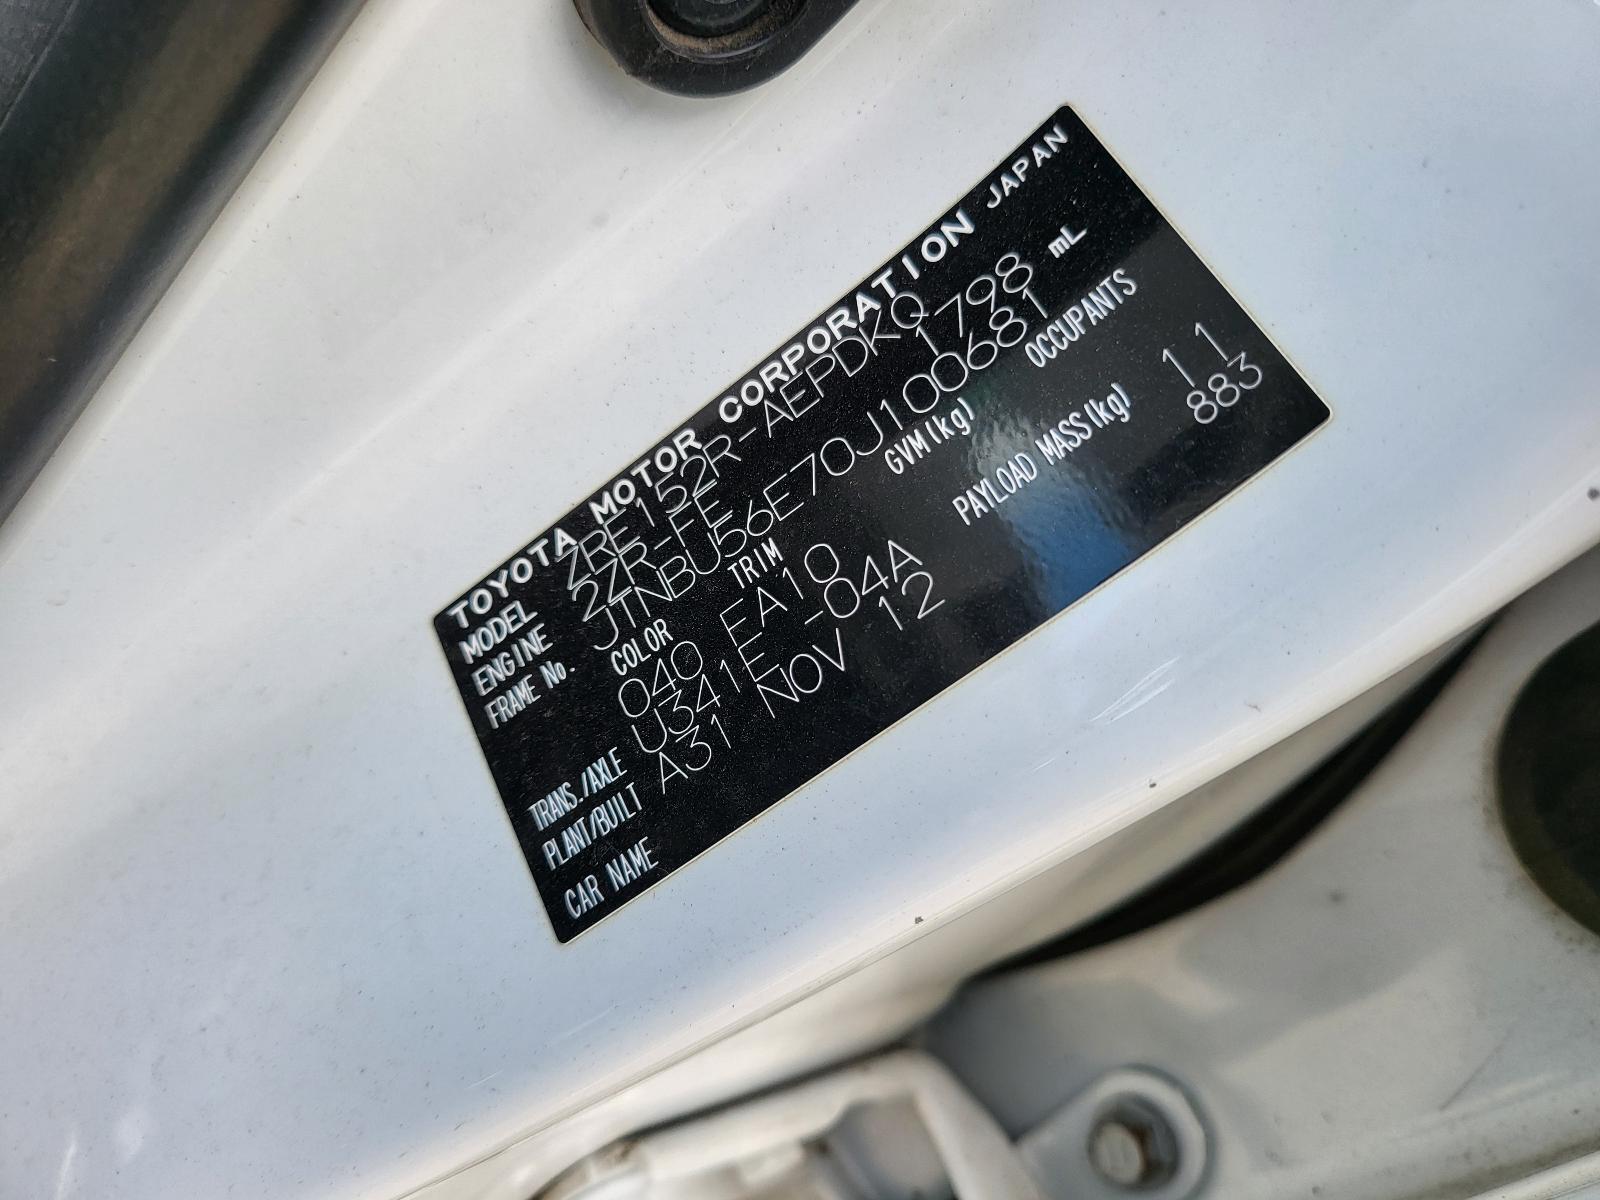 TOYOTA MOTOR CORPORATION JAPAN
MODEL ZRE152R-AEPDKQ
ENGINE 2ZR-FE 1798 mL
FRAME No. JTNBU56E70J100681
COLOR TRIM GVM(kg) OCCUPANTS
040 FA10
TRANS./AXLE U341E -04A PAYLOAD MASS(kg) 11
PLANT/BUILT A31 NOV 12 883
CAR NAME